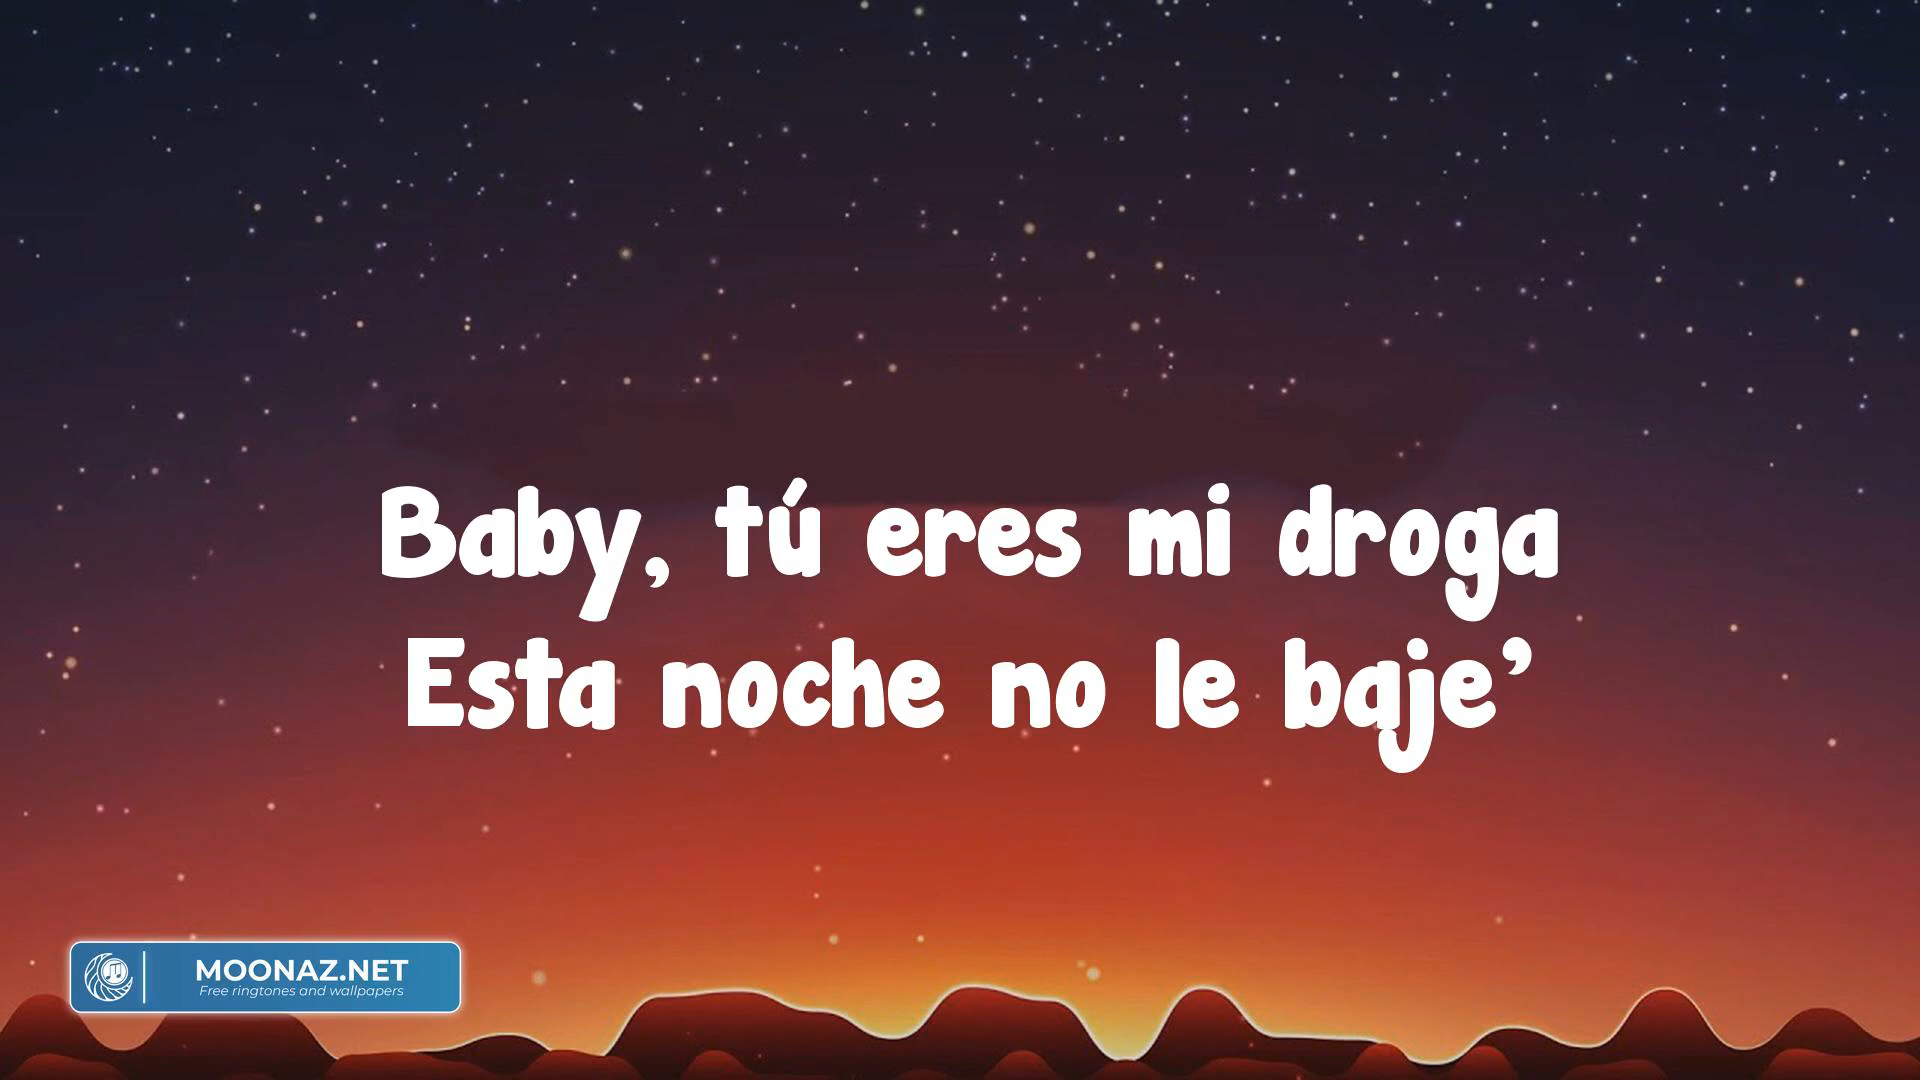 Baby, tú eres mi droga
Esta noche no le baje’
MOONAZ.NET
Free ringtones and wallpapers